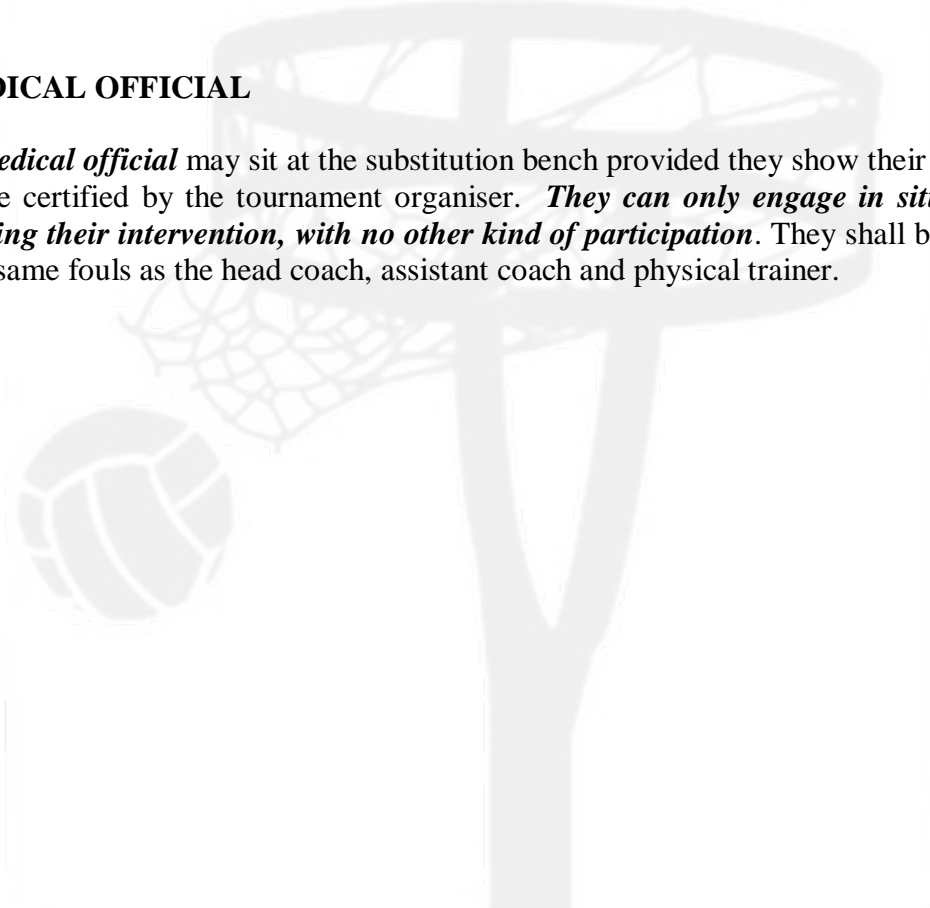 DICAL OFFICIAL
edical official may sit at the substitution bench provided they show their
e certified by the tournament organiser. They can only engage in situ
ing their intervention, with no other kind of participation. They shall b
same fouls as the head coach, assistant coach and physical trainer.